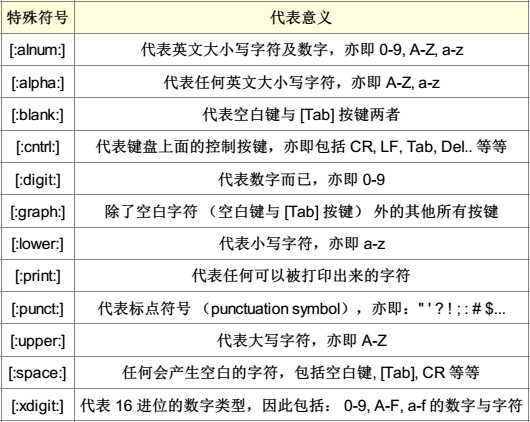 特殊符号 代表意义
[:alnum:] 代表英文大小写字符及数字，亦即 0-9, A-Z, a-z
[:alpha:] 代表任何英文大小写字符，亦即 A-Z, a-z
[:blank:] 代表空白键与 [Tab] 按键两者
[:cntrl:] 代表键盘上面的控制按键，亦即包括 CR, LF, Tab, Del.. 等等
[:digit:] 代表数字而已，亦即 0-9
[:graph:] 除了空白字符 （空白键与 [Tab] 按键） 外的其他所有按键
[:lower:] 代表小写字符，亦即 a-z
[:print:] 代表任何可以被打印出来的字符
[:punct:] 代表标点符号 （punctuation symbol），亦即：" ' ? ! ; : # $...
[:upper:] 代表大写字符，亦即 A-Z
[:space:] 任何会产生空白的字符，包括空白键, [Tab], CR 等等
[:xdigit:] 代表 16 进位的数字类型，因此包括： 0-9, A-F, a-f 的数字与字符